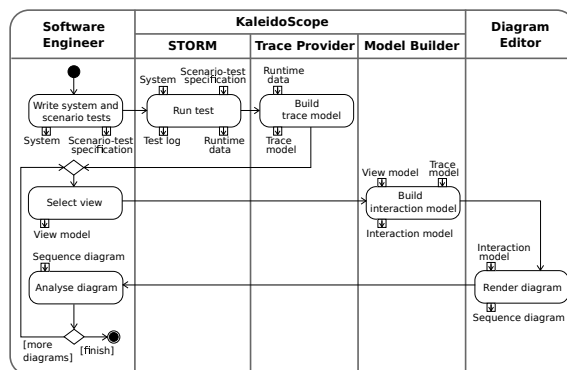 Software
Engineer
KaleidoScope
STORM
Trace Provider
Model Builder
Diagram
Editor
System
Scenario-test
specification
Runtime
data
Write system and
scenario tests
Run test
Build
trace model
System
Scenario-test
specification
Test log
Runtime
data
Trace
model
View model
Trace
model
Select view
Build
interaction model
View model
Interaction model
Sequence diagram
Interaction
model
Analyse diagram
Render diagram
Sequence diagram
[more
diagrams]
[finish]